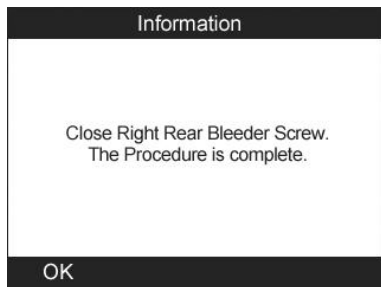 Information
Close Right Rear Bleeder Screw.
The Procedure is complete.
OK